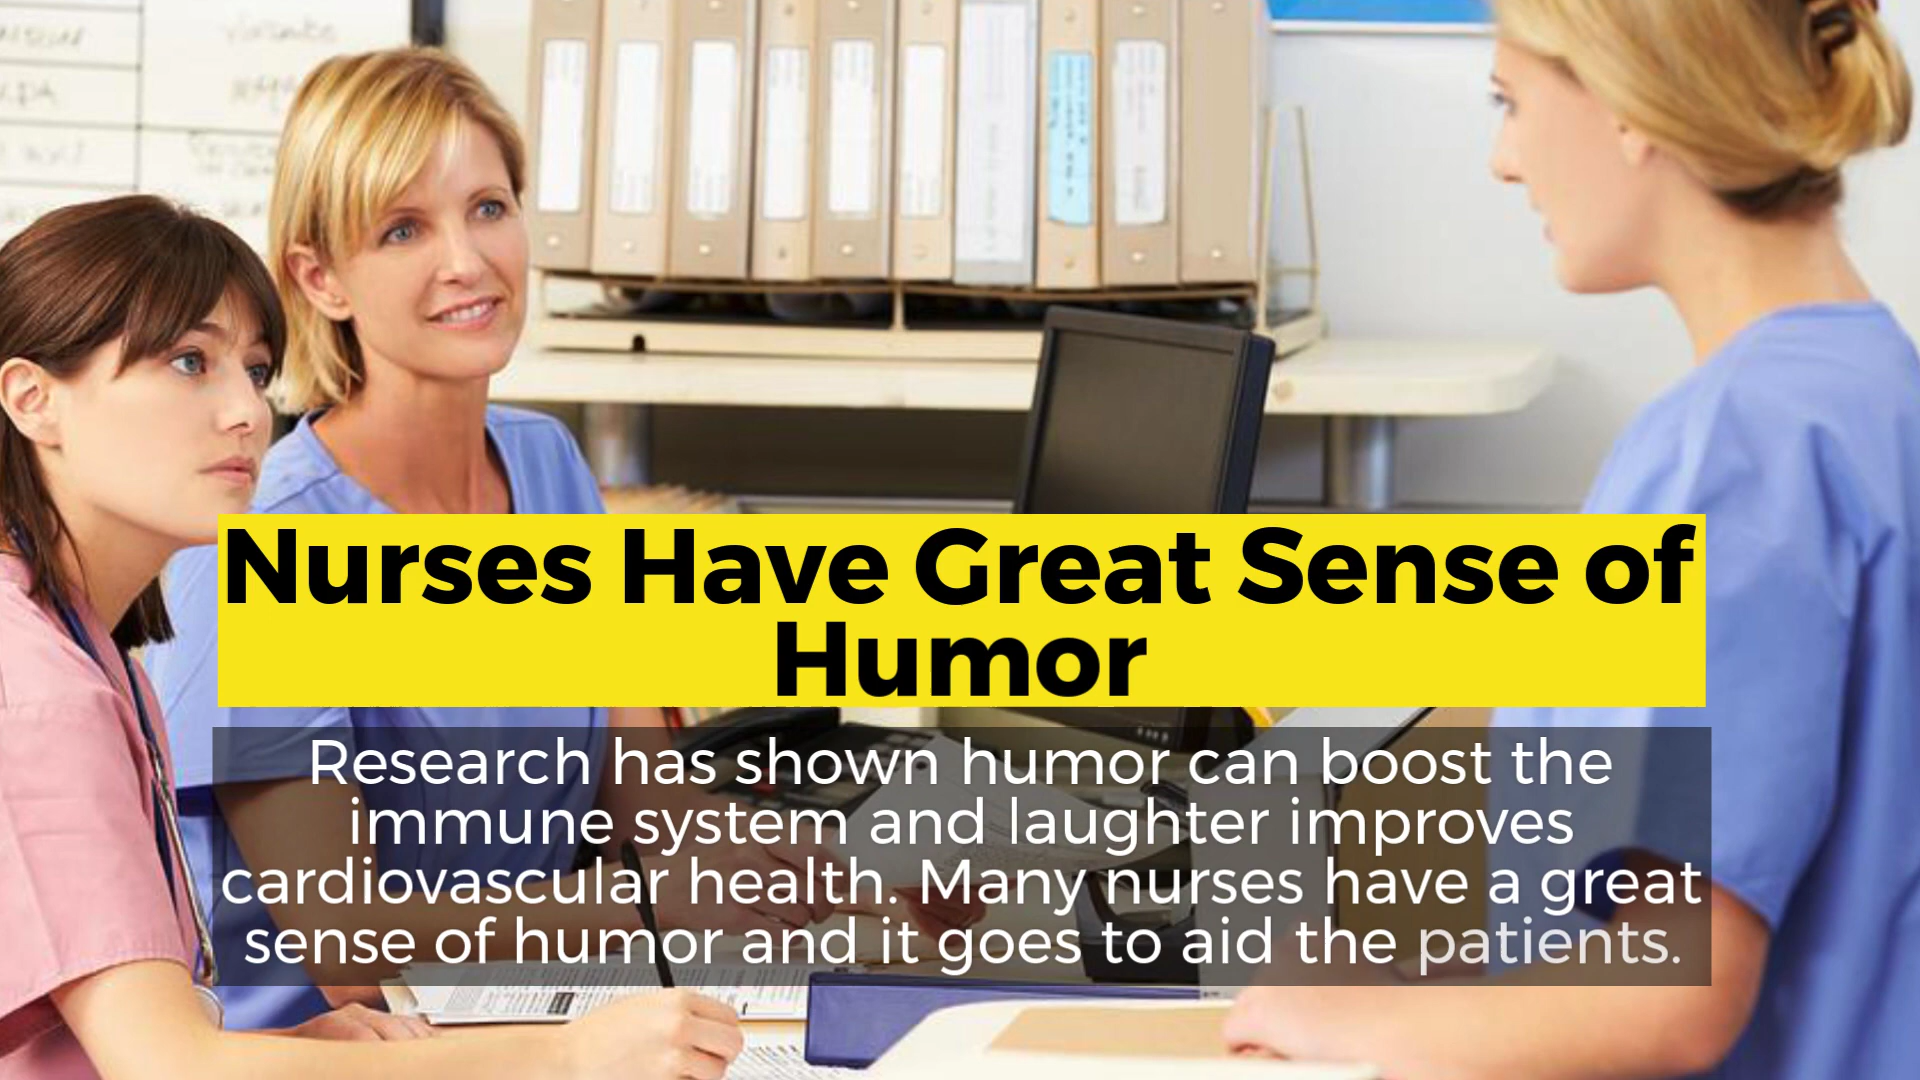 Nurses Have Great Sense of
Humor
Research has shown humor can boost the
immune system and laughter improves
cardiovascular health. Many nurses have a great
sense of humor and it goes to aid the patients.